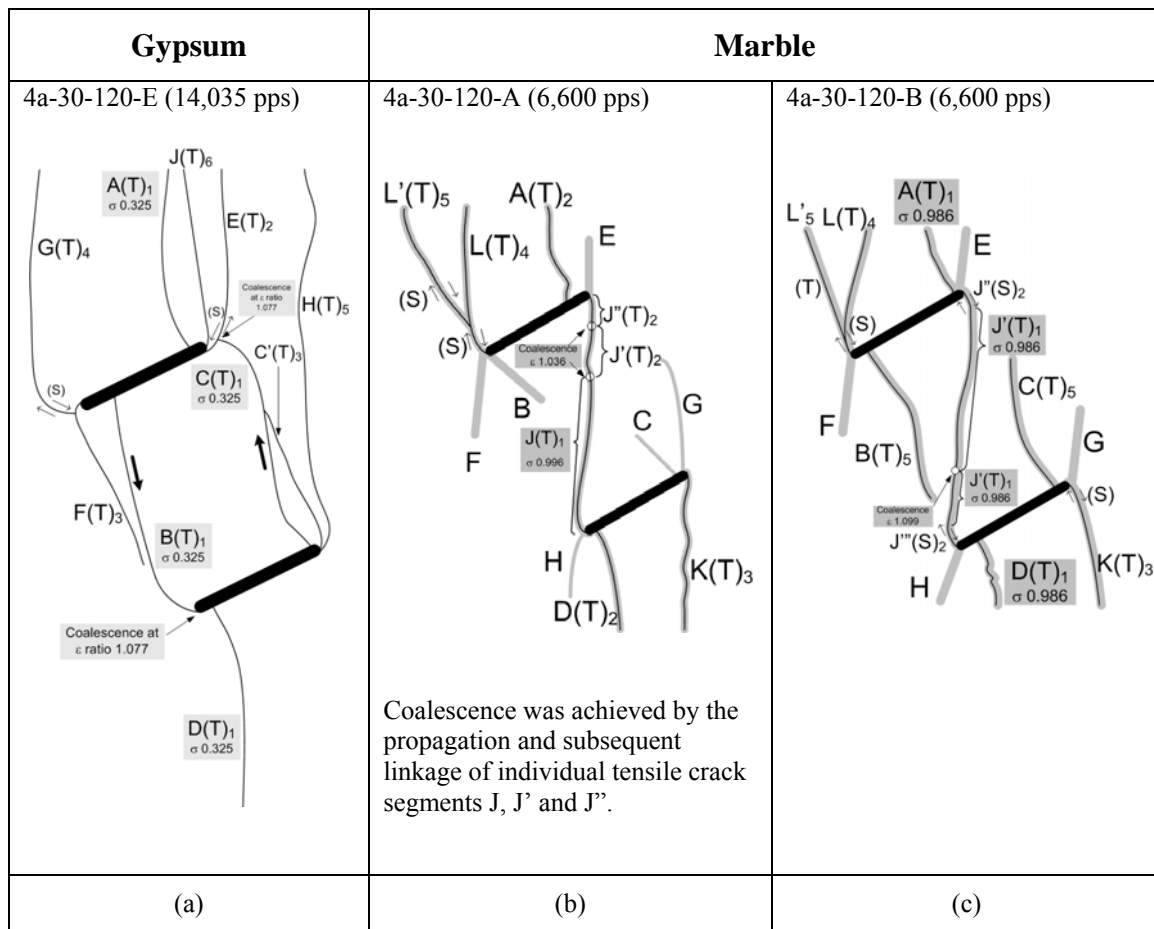 Gypsum
Marble
4a-30-120-E (14,035 pps)
J(T)₆
A(T)₁
σ 0.325
E(T)₂
G(T)₄
Coalescence
at ε ratio
1.077
H(T)₅
(S)
C'(T)₃
(S)
C(T)₁
σ 0.325
F(T)₃
B(T)₁
σ 0.325
Coalescence at
ε ratio 1.077
D(T)₁
σ 0.325
4a-30-120-A (6,600 pps)
L'(T)₅
A(T)₂
L(T)₄
E
(S)
J"(T)₂
(S)
Coalescence
ε 1.036
J'(T)₂
B
G
C
F
J(T)₁
σ 0.996
H
K(T)₃
D(T)₂
Coalescence was achieved by the
propagation and subsequent
linkage of individual tensile crack
segments J, J’ and J”.
4a-30-120-B (6,600 pps)
A(T)₁
σ 0.986
L'₅
L(T)₄
E
(T)
J"(S)₂
(S)
J'(T)₁
σ 0.986
C(T)₅
F
G
B(T)₅
J'(T)₁
σ 0.986
(S)
Coalescence
ε 1.099
J'"(S)₂
H
D(T)₁
σ 0.986
K(T)₃
(a)
(b)
(c)